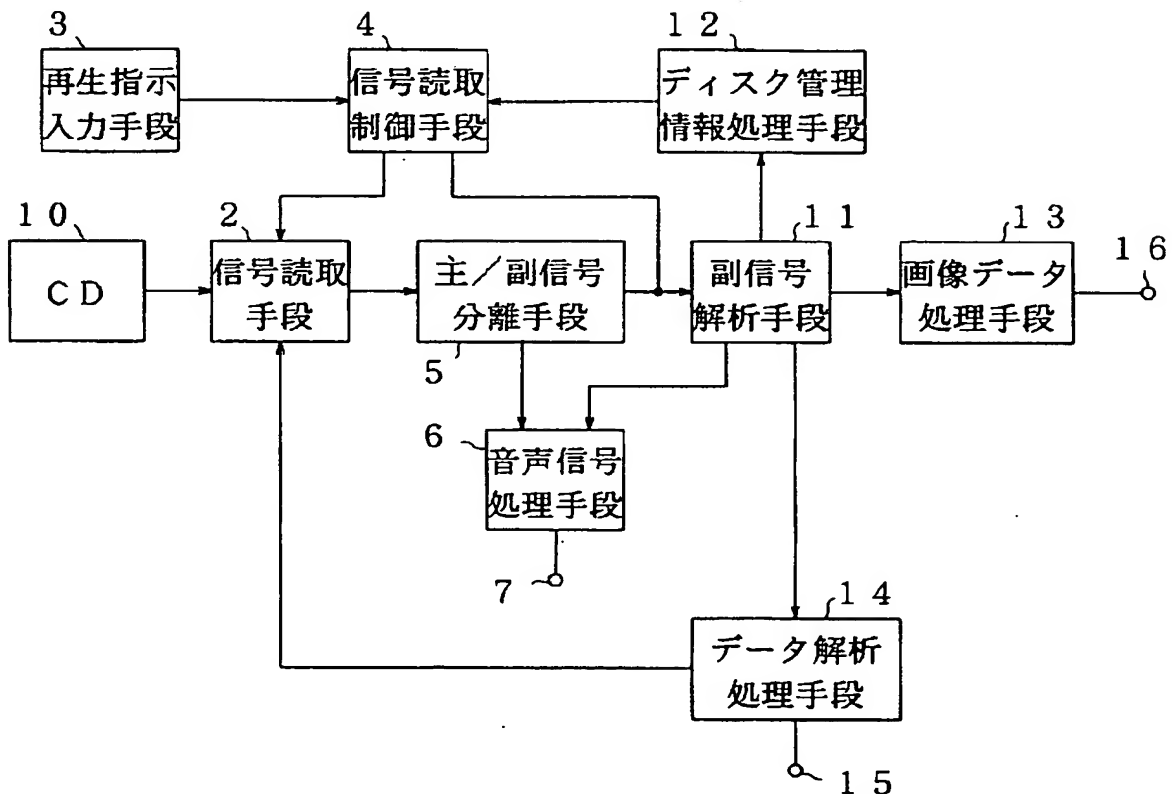 3
再生指示
入力手段
4
信号読取
制御手段
12
ディスク管理
情報処理手段
10
CD
2
信号読取
手段
主／副信号
分離手段
5
11
副信号
解析手段
13
画像データ
処理手段
16
6
音声信号
処理手段
7
14
データ解析
処理手段
15